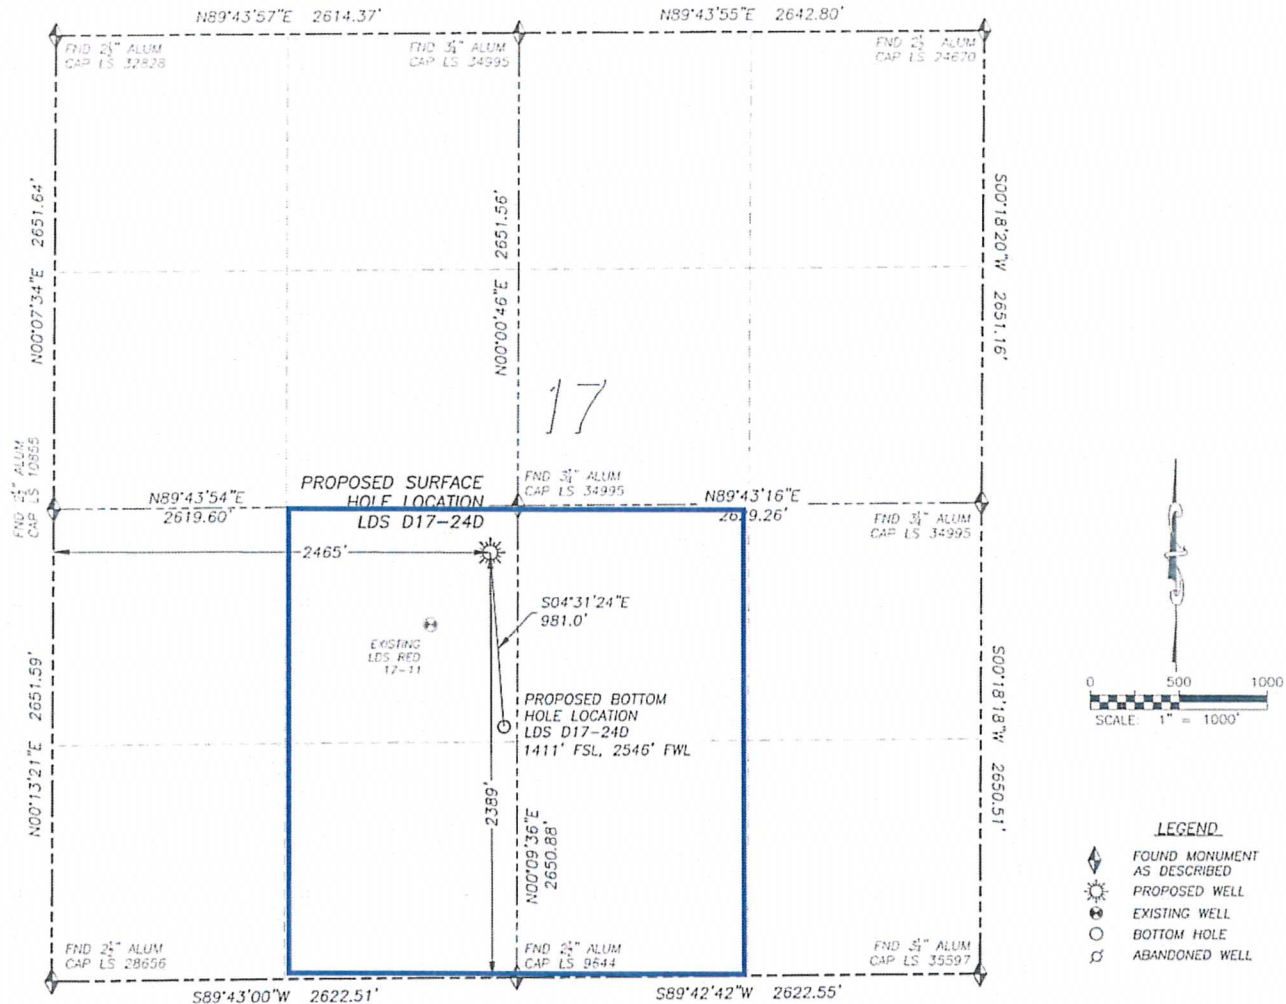 N89°43'57"E 2614.37'
N89°43'55"E 2642.80'
FND 2½" ALUM
CAP LS 32828
FND 3¼" ALUM
CAP LS 34995
FND 2½" ALUM
CAP LS 24670
N00°07'34"E 2651.64'
N00°00'46"E 2651.56'
S00°18'20"W 2651.16'
17
FND 3¼" ALUM
CAP LS 10855
N89°43'54"E
2619.60'
PROPOSED SURFACE
HOLE LOCATION
LDS D17-24D
FND 3¼" ALUM
CAP LS 34995
N89°43'16"E
FND 3¼" ALUM
CAP LS 34995
2465'
S04°31'24"E
981.0'
EXISTING
LDS RED
17-11
PROPOSED BOTTOM
HOLE LOCATION
LDS D17-24D
1411' FSL, 2546' FWL
N00°13'21"E 2651.59'
2389'
N00°09'36"E
2650.88'
S00°18'18"W 2650.51'
0 500 1000
SCALE: 1" = 1000'
LEGEND
FOUND MONUMENT
AS DESCRIBED
PROPOSED WELL
EXISTING WELL
BOTTOM HOLE
ABANDONED WELL
FND 2½" ALUM
CAP LS 28656
FND 2½" ALUM
CAP LS 9644
FND 3¼" ALUM
CAP LS 35597
S89°43'00"W 2622.51'
S89°42'42"W 2622.55'